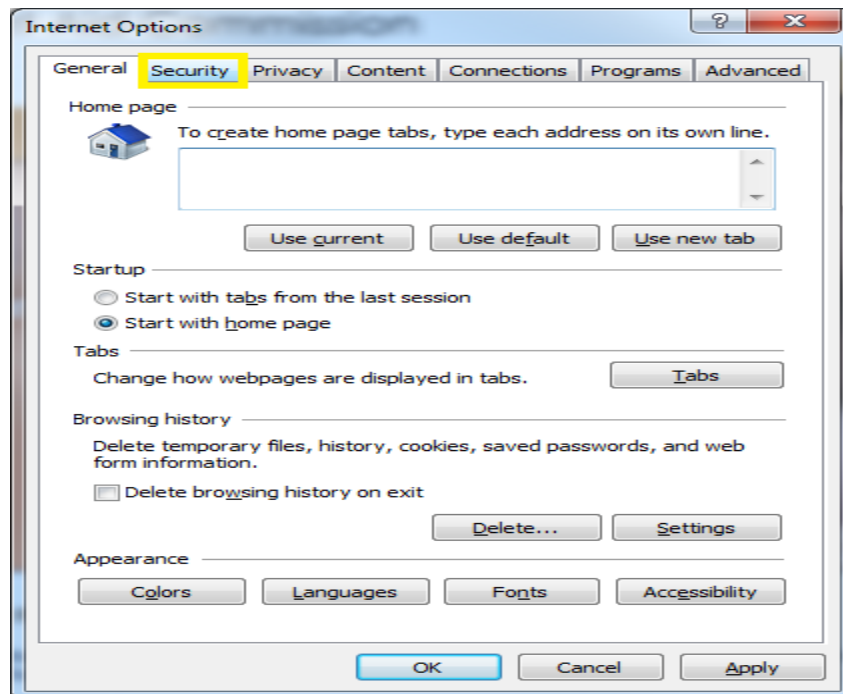 Internet Options
General Security Privacy Content Connections Programs Advanced
Home page
To create home page tabs, type each address on its own line.
Use current Use default Use new tab
Startup
Start with tabs from the last session
Start with home page
Tabs
Change how webpages are displayed in tabs. Tabs
Browsing history
Delete temporary files, history, cookies, saved passwords, and web
form information.
Delete browsing history on exit
Delete... Settings
Appearance
Colors Languages Fonts Accessibility
OK Cancel Apply